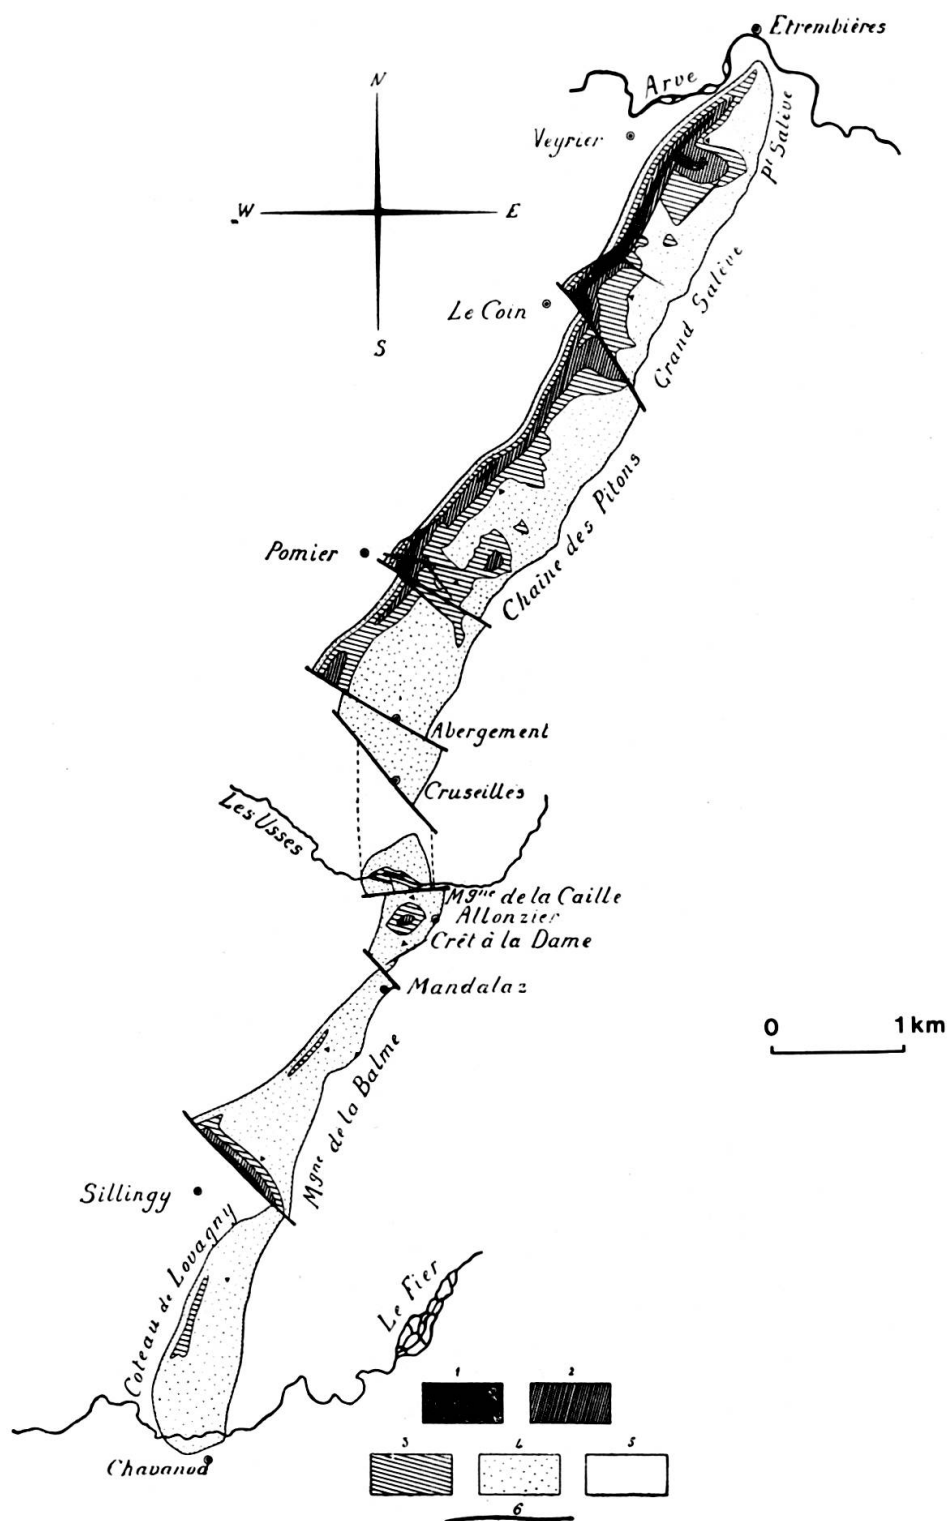 Etrembières
Arve
N
Veyrier
Pt Salève
W
E
S
Le Coin
Grand Salève
Chaîne des Pitons
Pomier
Abergement
Cruseilles
Les Usses
Mgne de la Caille
Allonzier
Crêt à la Dame
Mandalaz
0 1 km
Mgne de la Balme
Sillingy
Coteau de Lovagny
Le Fier
1 2
3 4 5
6
Chavanod